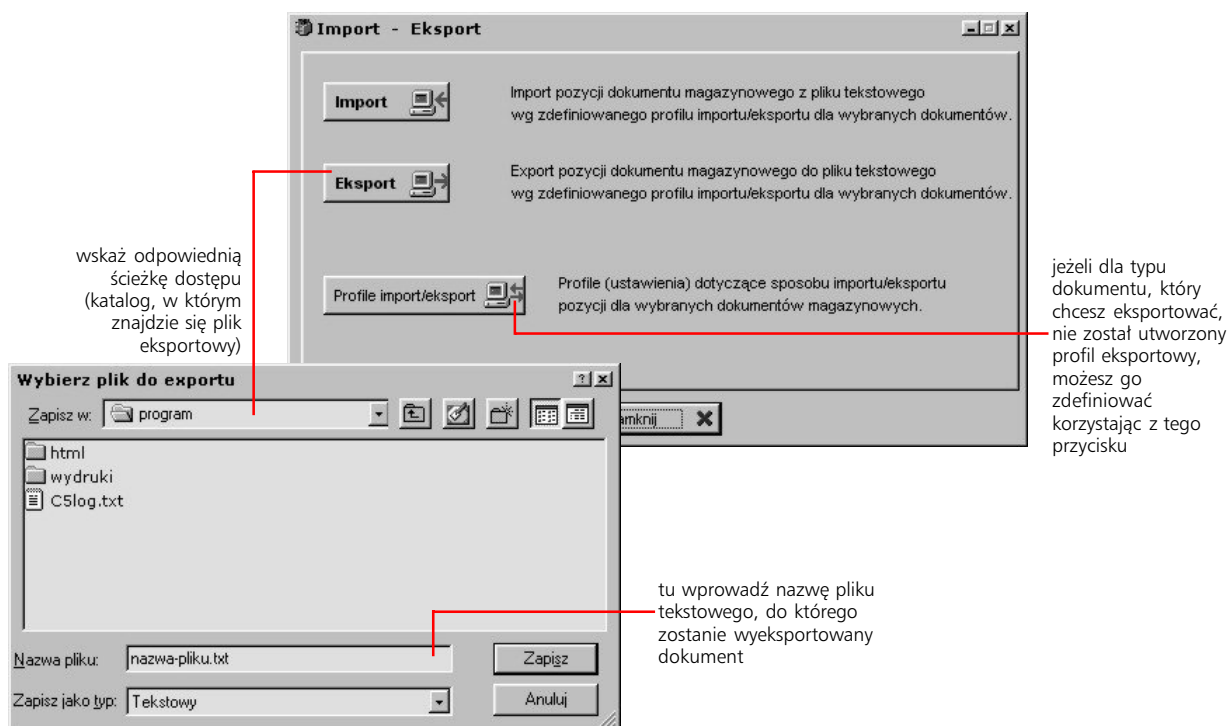 Import - Eksport
Import
Import pozycji dokumentu magazynowego z pliku tekstowego
wg zdefiniowanego profilu importu/eksportu dla wybranych dokumentów.
Eksport
Export pozycji dokumentu magazynowego do pliku tekstowego
wg zdefiniowanego profilu importu/eksportu dla wybranych dokumentów.
Profile import/eksport
Profile (ustawienia) dotyczące sposobu importu/eksportu
pozycji dla wybranych dokumentów magazynowych.
wskaż odpowiednią
ścieżkę dostępu
(katalog, w którym
znajdzie się plik
eksportowy)
jeżeli dla typu
dokumentu, który
chcesz eksportować,
nie został utworzony
profil eksportowy,
możesz go
zdefiniować
korzystając z tego
przycisku
amknij
Wybierz plik do exportu
Zapisz w:
program
html
wydruki
C5log.txt
tu wprowadź nazwę pliku
tekstowego, do którego
zostanie wyeksportowany
dokument
Nazwa pliku:
nazwa-pliku.txt
Zapisz
Zapisz jako typ:
Tekstowy
Anuluj